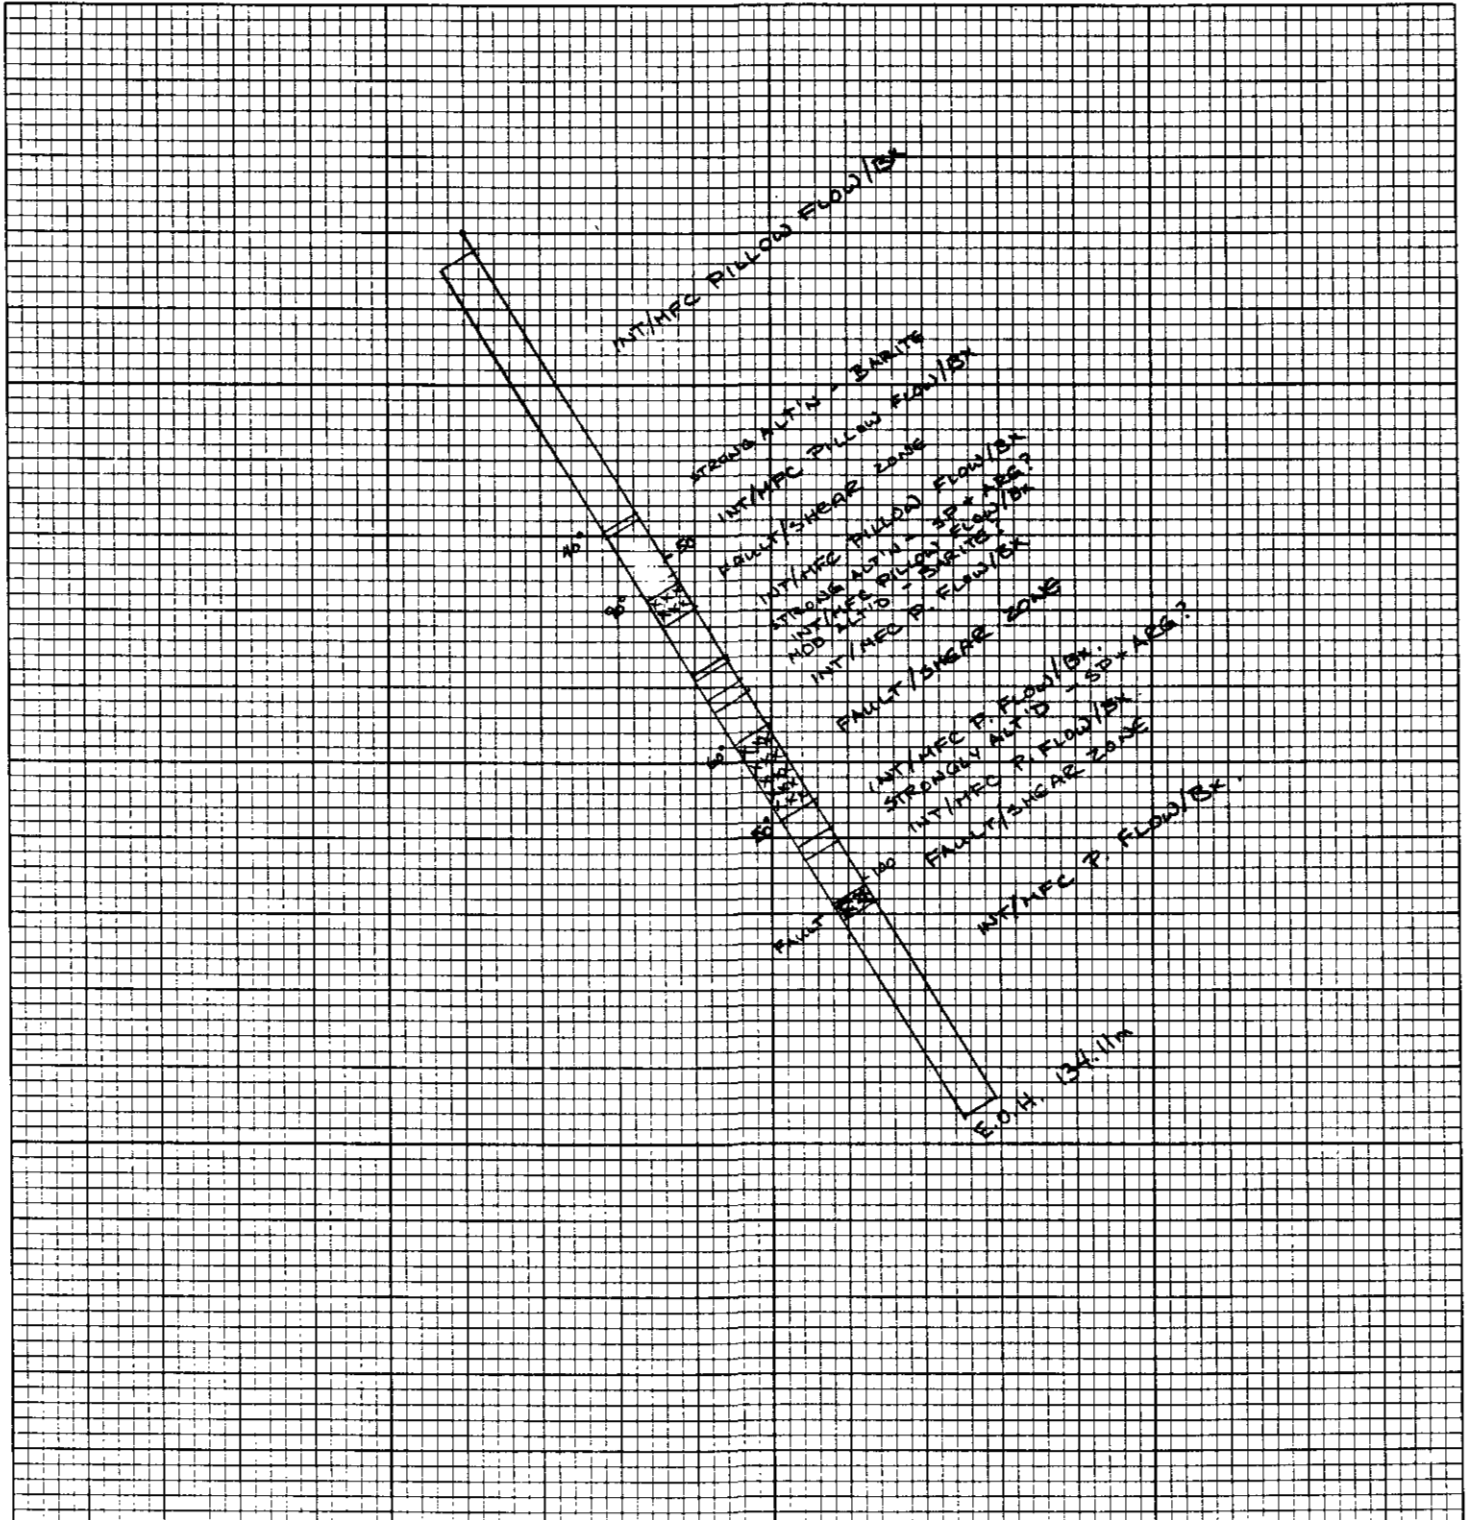 INT/MFC PILLOW FLOW/BX
STRONG ALT'N - BARITE
INT/MFC PILLOW FLOW/BX
FAULT/SHEAR ZONE
INT/MFC PILLOW FLOW/BX
STRONG ALT'N - SP + ARG?
INT/MFC PILLOW FLOW/BX
MOD ALT'D - BARITE?
INT/MFC P. FLOW/BX
FAULT/SHEAR ZONE
INT/MFC P. FLOW/BX.
STRONGLY ALT'D - SP + ARG?
INT/MFC P. FLOW/BX
FAULT/SHEAR ZONE
INT/MFC P. FLOW/BX.
40°
50
60°
50°
100
FAULT
E.O.H. 134.11m